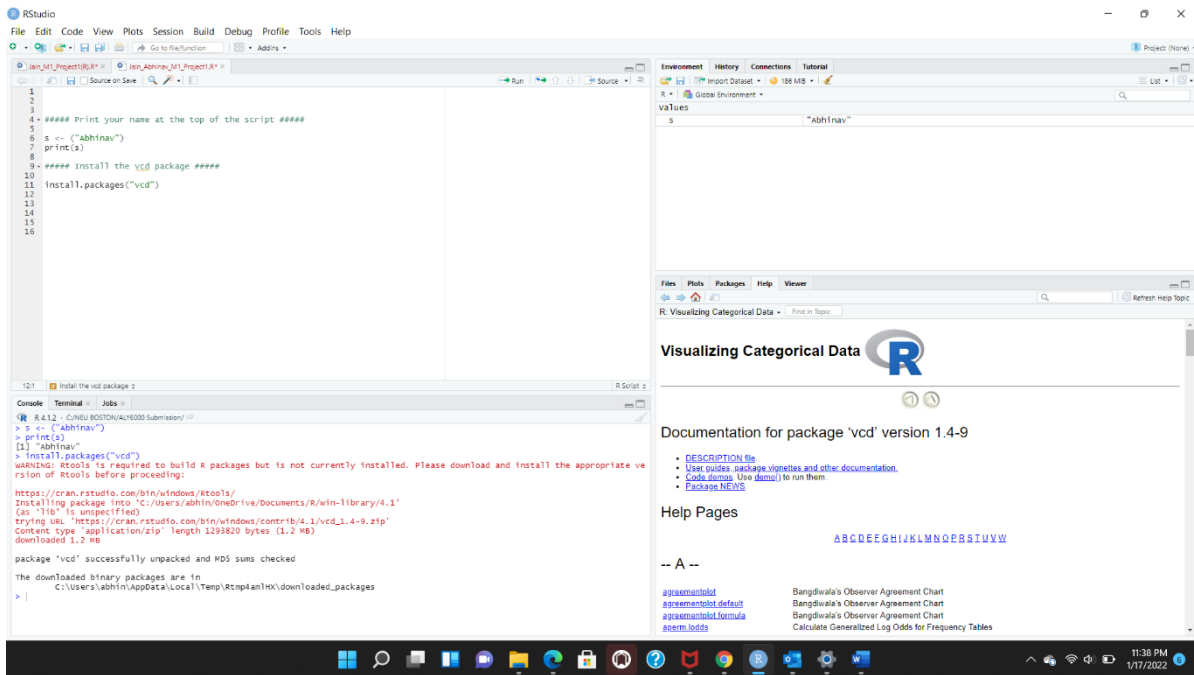 RStudio
File Edit Code View Plots Session Build Debug Profile Tools Help
Go to file/function
Addins
Project: (None)
Jain_M1_Project1(R).R*
Jain_Abhinav_M1_Project1.R*
Source on Save
Run
Source
1
2
3
4 ##### Print your name at the top of the script #####
5
6 s <- ("Abhinav")
7 print(s)
8
9 ##### Install the vcd package #####
10
11 install.packages("vcd")
12
13
14
15
16
12:1 Install the vcd package
R Script
Console Terminal Jobs
R 4.1.2 · C:/NEU BOSTON/ALY6000 Submission/
> s <- ("Abhinav")
> print(s)
[1] "Abhinav"
> install.packages("vcd")
WARNING: Rtools is required to build R packages but is not currently installed. Please download and install the appropriate ve
rsion of Rtools before proceeding:
https://cran.rstudio.com/bin/windows/Rtools/
Installing package into 'C:/Users/abhin/OneDrive/Documents/R/win-library/4.1'
(as 'lib' is unspecified)
trying URL 'https://cran.rstudio.com/bin/windows/contrib/4.1/vcd_1.4-9.zip'
Content type 'application/zip' length 1293820 bytes (1.2 MB)
downloaded 1.2 MB
package 'vcd' successfully unpacked and MD5 sums checked
The downloaded binary packages are in
C:\Users\abhin\AppData\Local\Temp\Rtmp4amlHX\downloaded_packages
>
Environment History Connections Tutorial
Import Dataset
186 MiB
List
R
Global Environment
values
s "Abhinav"
Files Plots Packages Help Viewer
Refresh Help Topic
R: Visualizing Categorical Data
Find in Topic
Visualizing Categorical Data
R
Documentation for package 'vcd' version 1.4-9
DESCRIPTION file.
User guides, package vignettes and other documentation.
Code demos. Use demo() to run them.
Package NEWS.
Help Pages
A B C D E F G H I J K L M N O P R S T U V W
-- A --
agreementplot Bangdiwala's Observer Agreement Chart
agreementplot.default Bangdiwala's Observer Agreement Chart
agreementplot.formula Bangdiwala's Observer Agreement Chart
aperm.lodds Calculate Generalized Log Odds for Frequency Tables
11:38 PM
1/17/2022
6